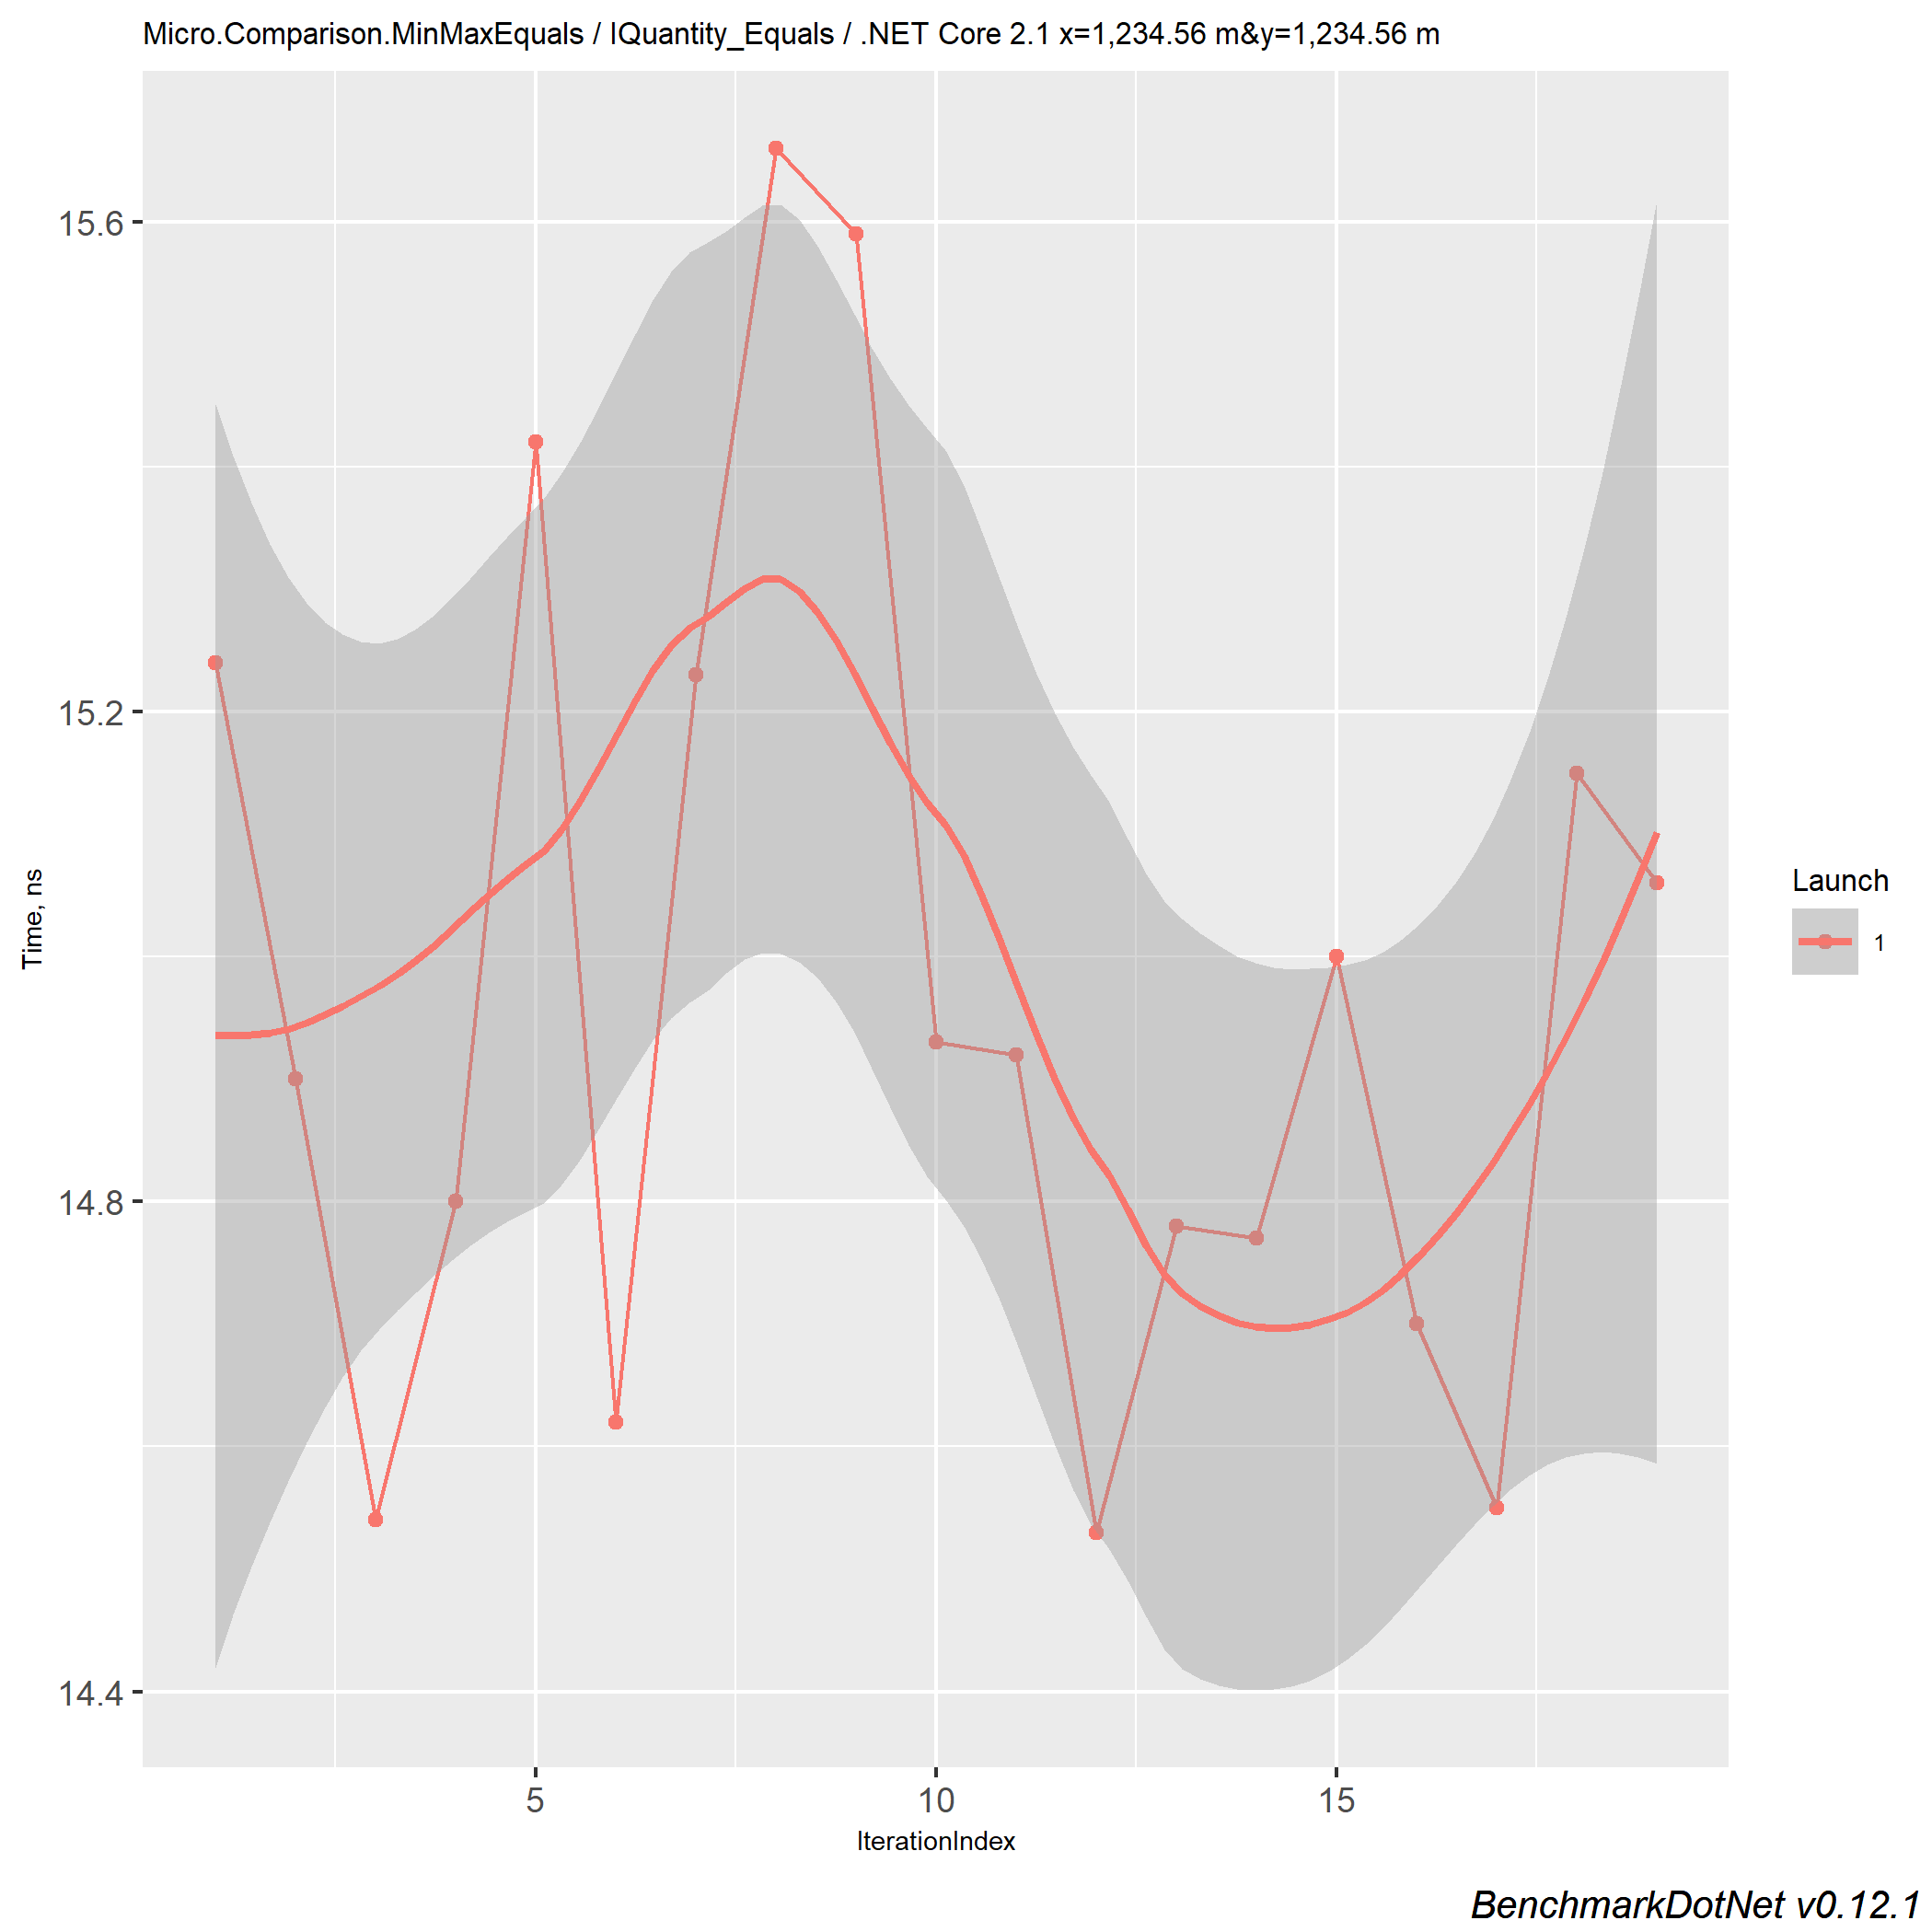 Micro.Comparison.MinMaxEquals / IQuantity_Equals / .NET Core 2.1 x=1,234.56 m&y=1,234.56 m
15.6
15.2
14.8
14.4
Time, ns
5
10
15
IterationIndex
Launch
1
BenchmarkDotNet v0.12.1